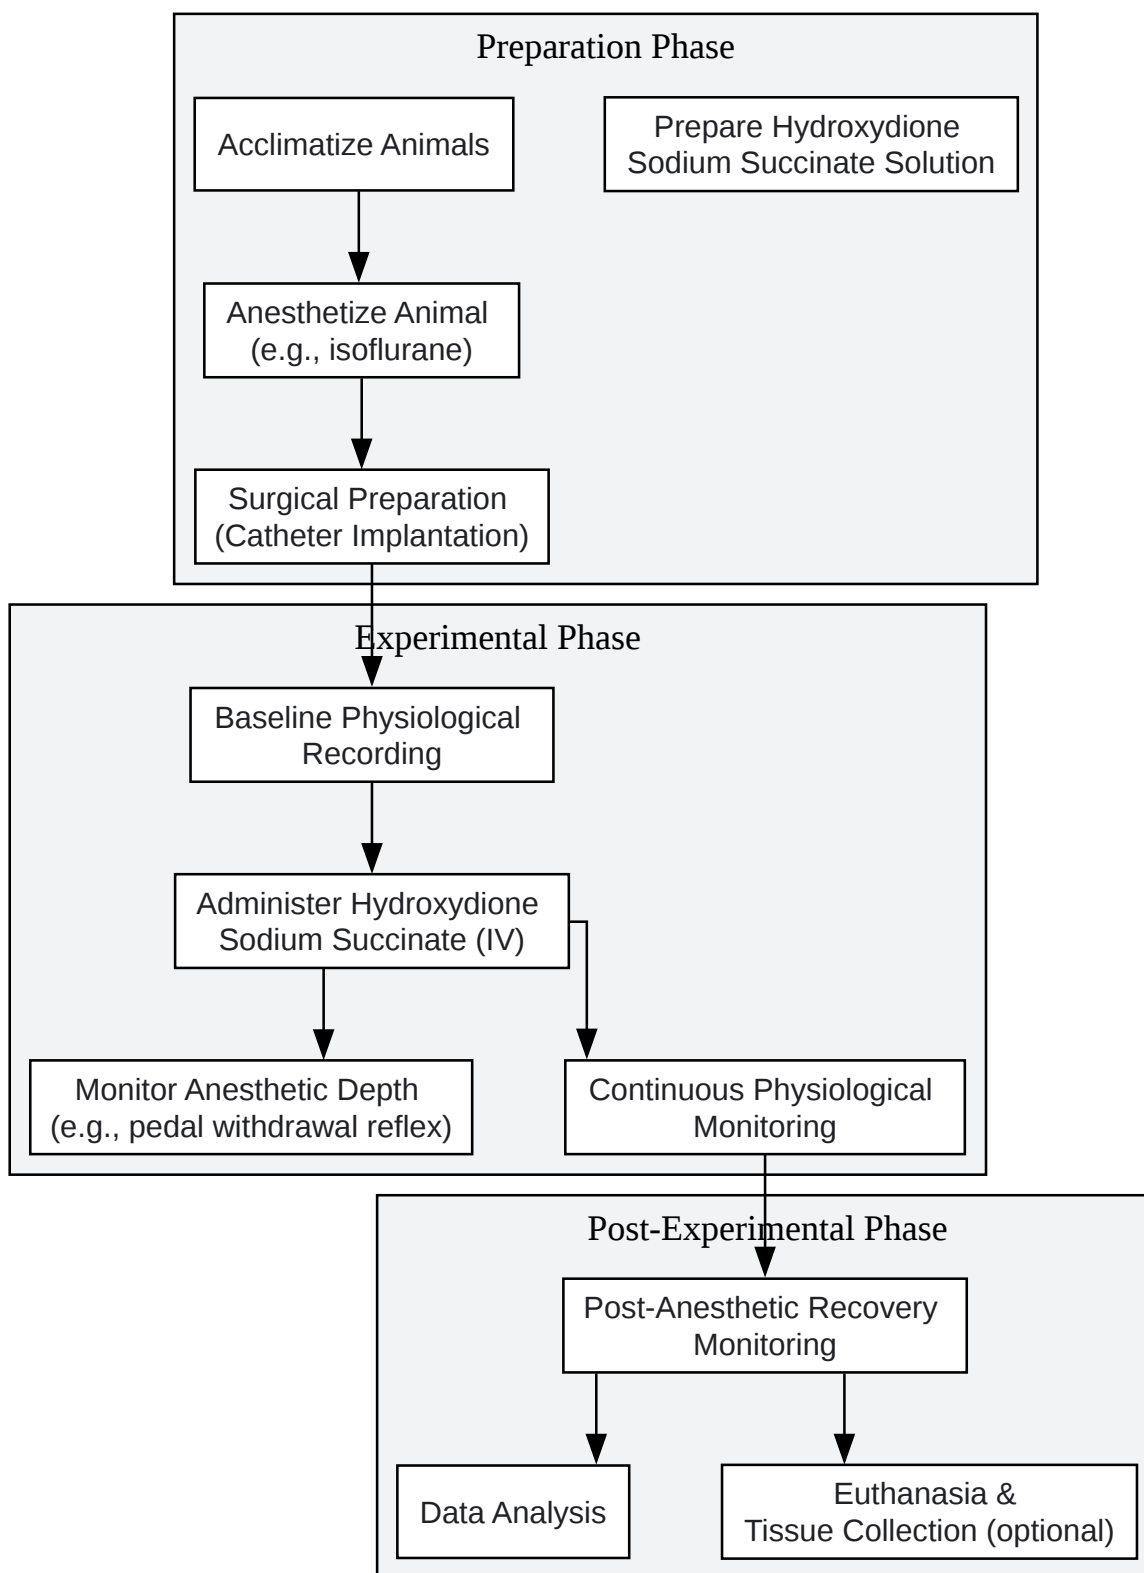 Preparation Phase
Acclimatize Animals
Prepare Hydroxydione
Sodium Succinate Solution
Anesthetize Animal
(e.g., isoflurane)
Surgical Preparation
(Catheter Implantation)
Experimental Phase
Baseline Physiological
Recording
Administer Hydroxydione
Sodium Succinate (IV)
Monitor Anesthetic Depth
(e.g., pedal withdrawal reflex)
Continuous Physiological
Monitoring
Post-Experimental Phase
Post-Anesthetic Recovery
Monitoring
Data Analysis
Euthanasia &
Tissue Collection (optional)